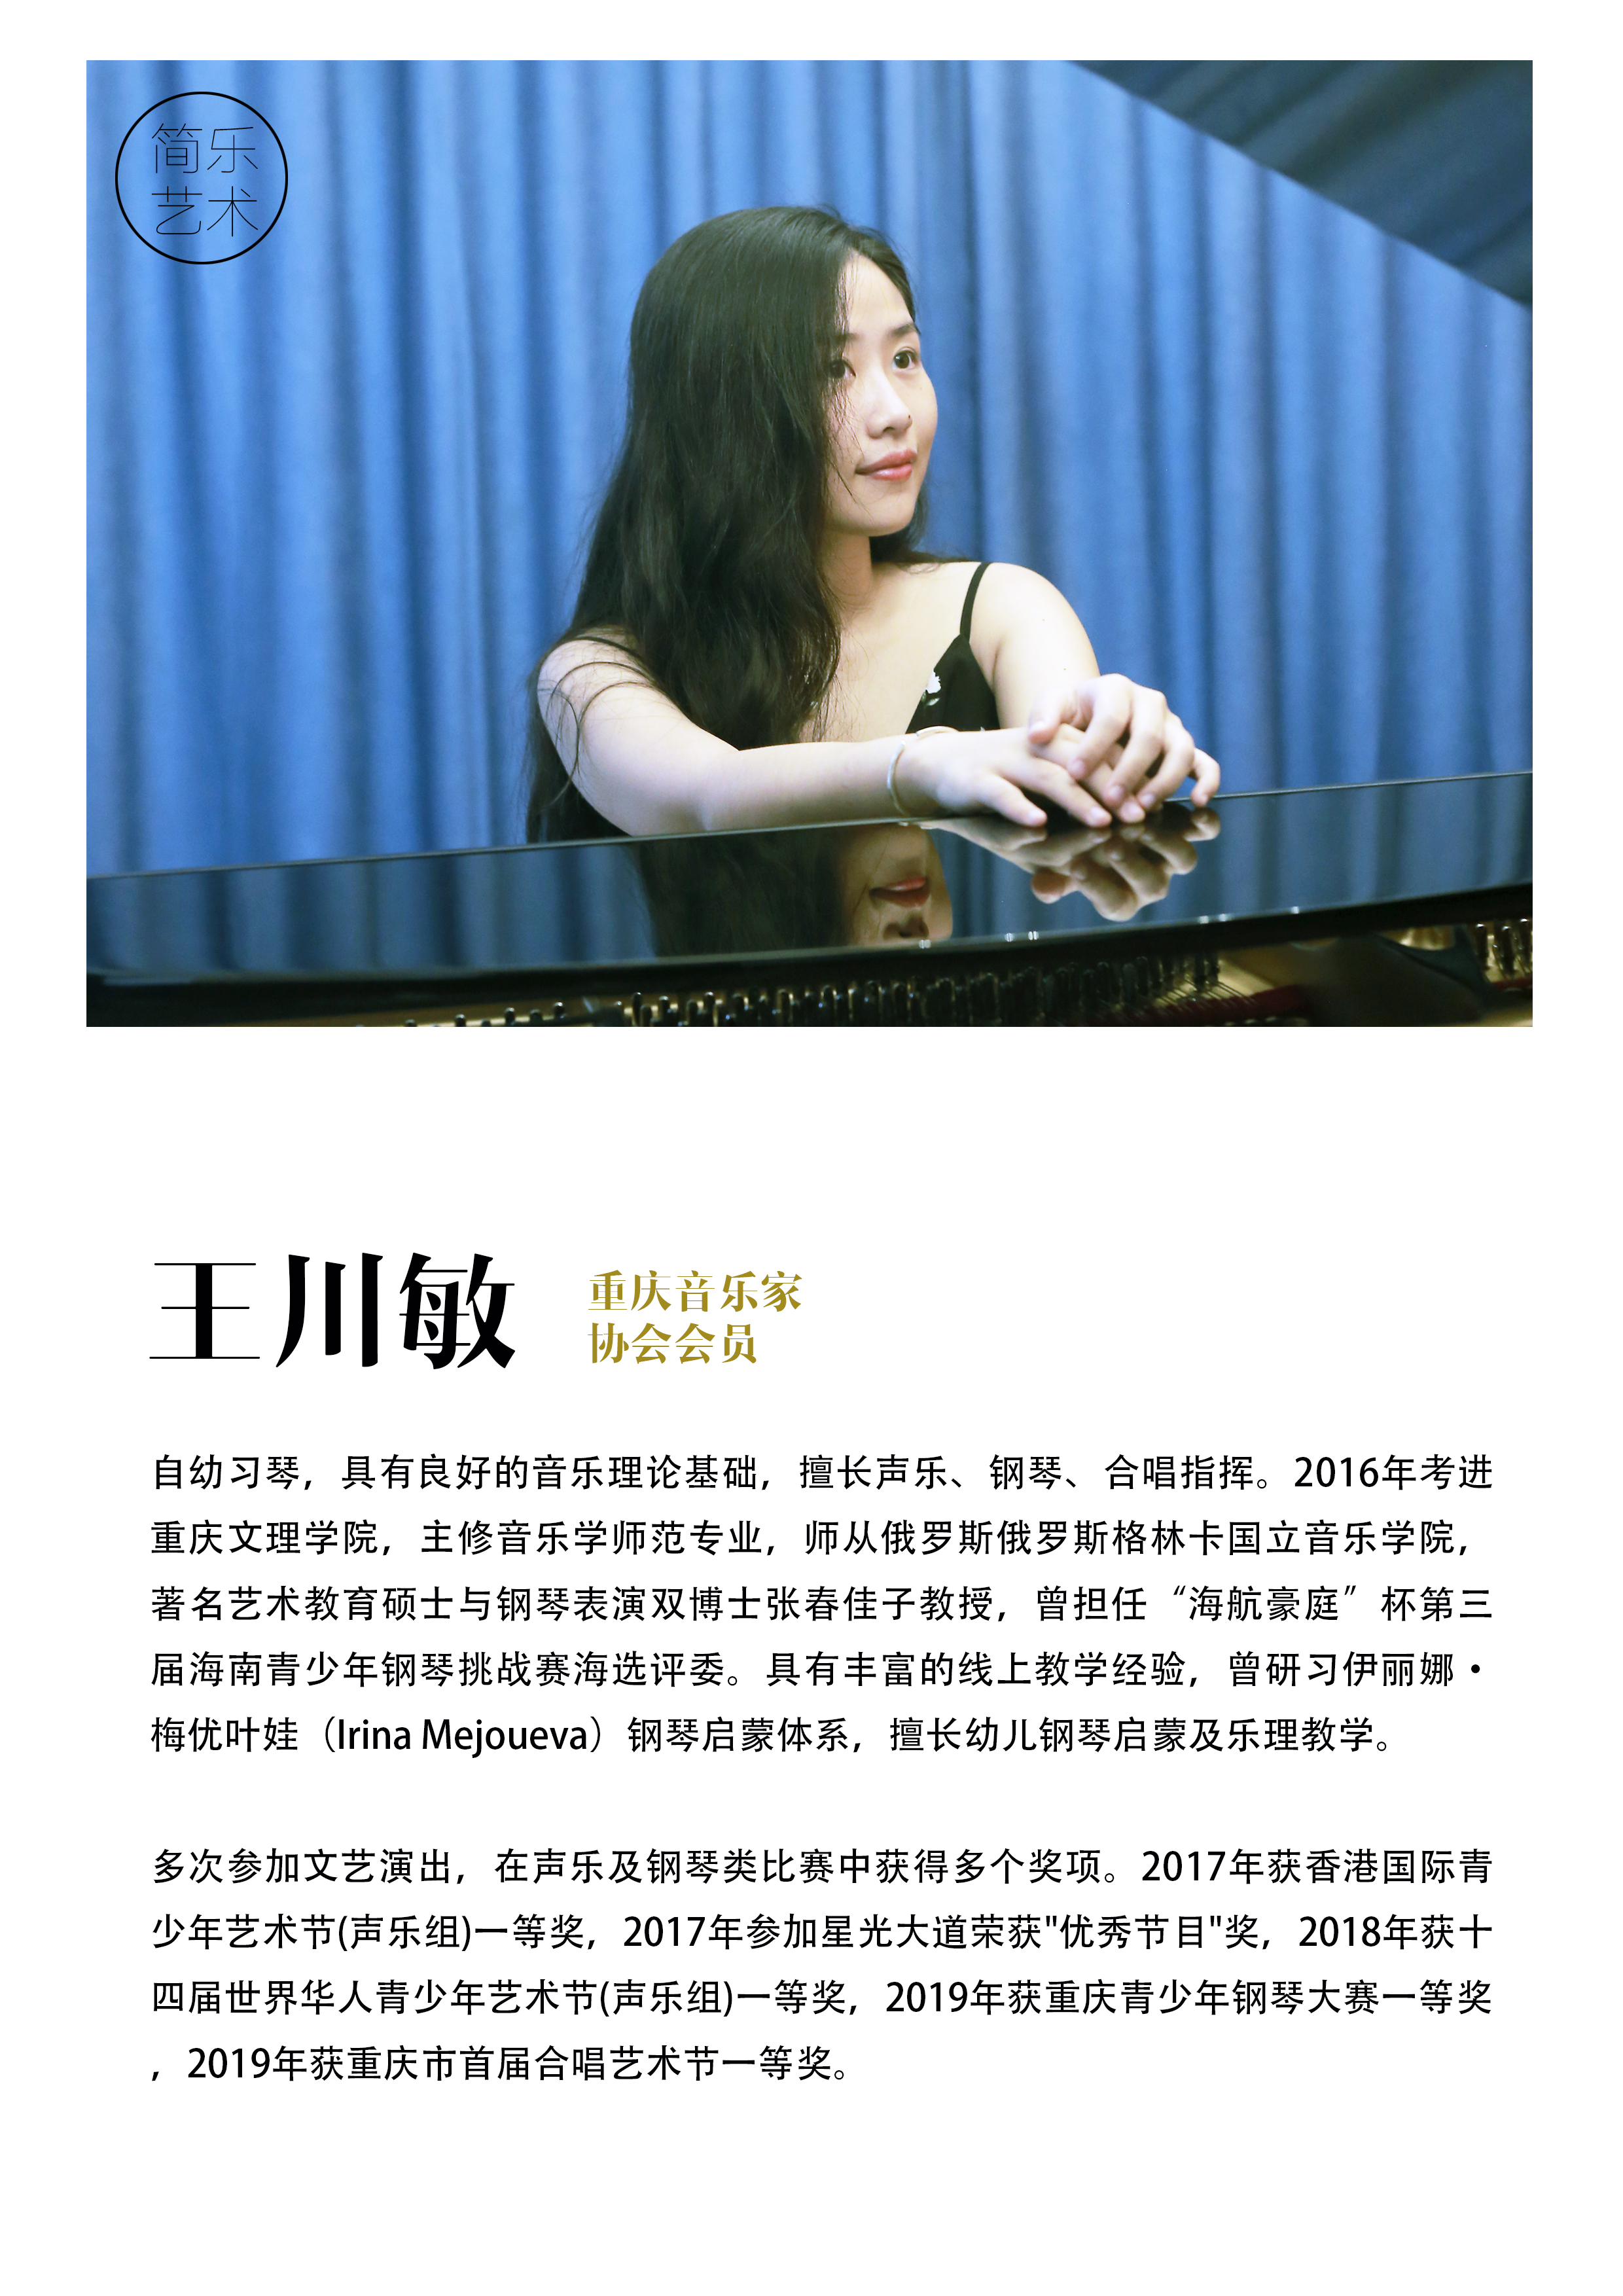 简乐
艺术
王川敏
重庆音乐家
协会会员
自幼习琴，具有良好的音乐理论基础，擅长声乐、钢琴、合唱指挥。2016年考进
重庆文理学院，主修音乐学师范专业，师从俄罗斯俄罗斯格林卡国立音乐学院，
著名艺术教育硕士与钢琴表演双博士张春佳子教授，曾担任“海航豪庭”杯第三
届海南青少年钢琴挑战赛海选评委。具有丰富的线上教学经验，曾研习伊丽娜·
梅优叶娃（Irina Mejoueva）钢琴启蒙体系，擅长幼儿钢琴启蒙及乐理教学。
多次参加文艺演出，在声乐及钢琴类比赛中获得多个奖项。2017年获香港国际青
少年艺术节(声乐组)一等奖，2017年参加星光大道荣获"优秀节目"奖，2018年获十
四届世界华人青少年艺术节(声乐组)一等奖，2019年获重庆青少年钢琴大赛一等奖
，2019年获重庆市首届合唱艺术节一等奖。